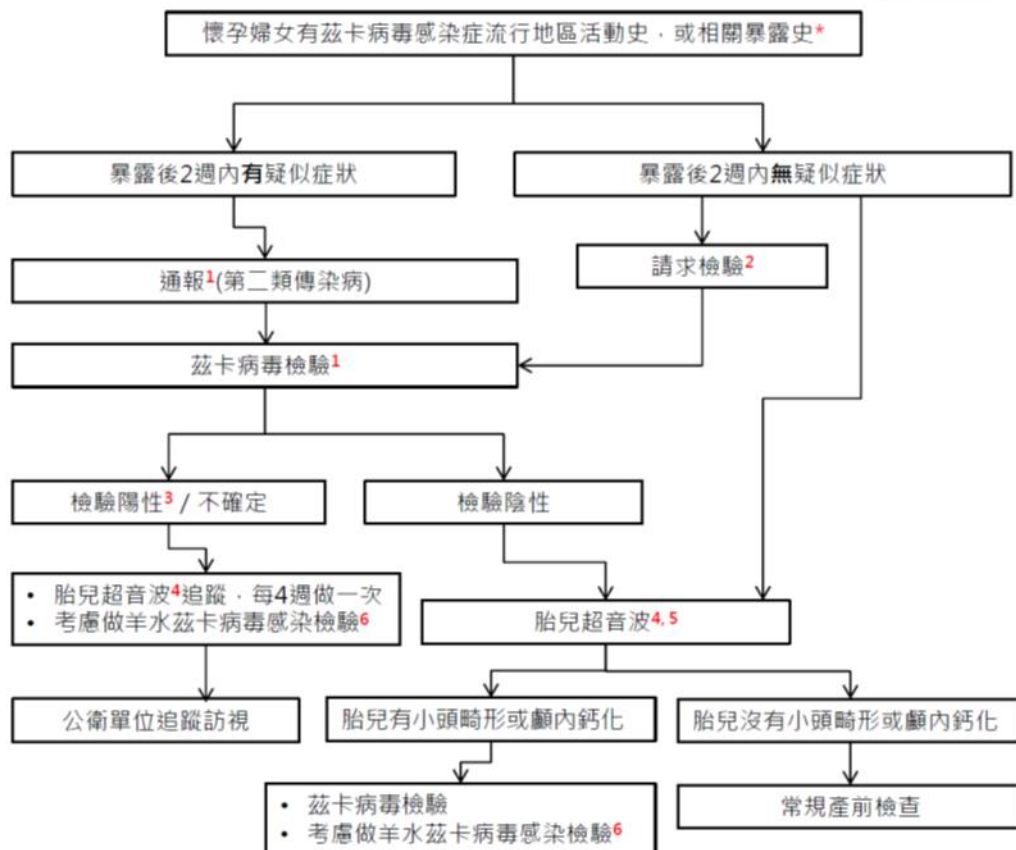 懷孕婦女有茲卡病毒感染症流行地區活動史，或相關暴露史*
暴露後2週內有疑似症狀
暴露後2週內無疑似症狀
通報1(第二類傳染病)
請求檢驗2
茲卡病毒檢驗1
檢驗陽性3 / 不確定
檢驗陰性
• 胎兒超音波4追蹤，每4週做一次
• 考慮做羊水茲卡病毒感染檢驗6
胎兒超音波4, 5
公衛單位追蹤訪視
胎兒有小頭畸形或顱內鈣化
胎兒沒有小頭畸形或顱內鈣化
• 茲卡病毒檢驗
• 考慮做羊水茲卡病毒感染檢驗6
常規產前檢查